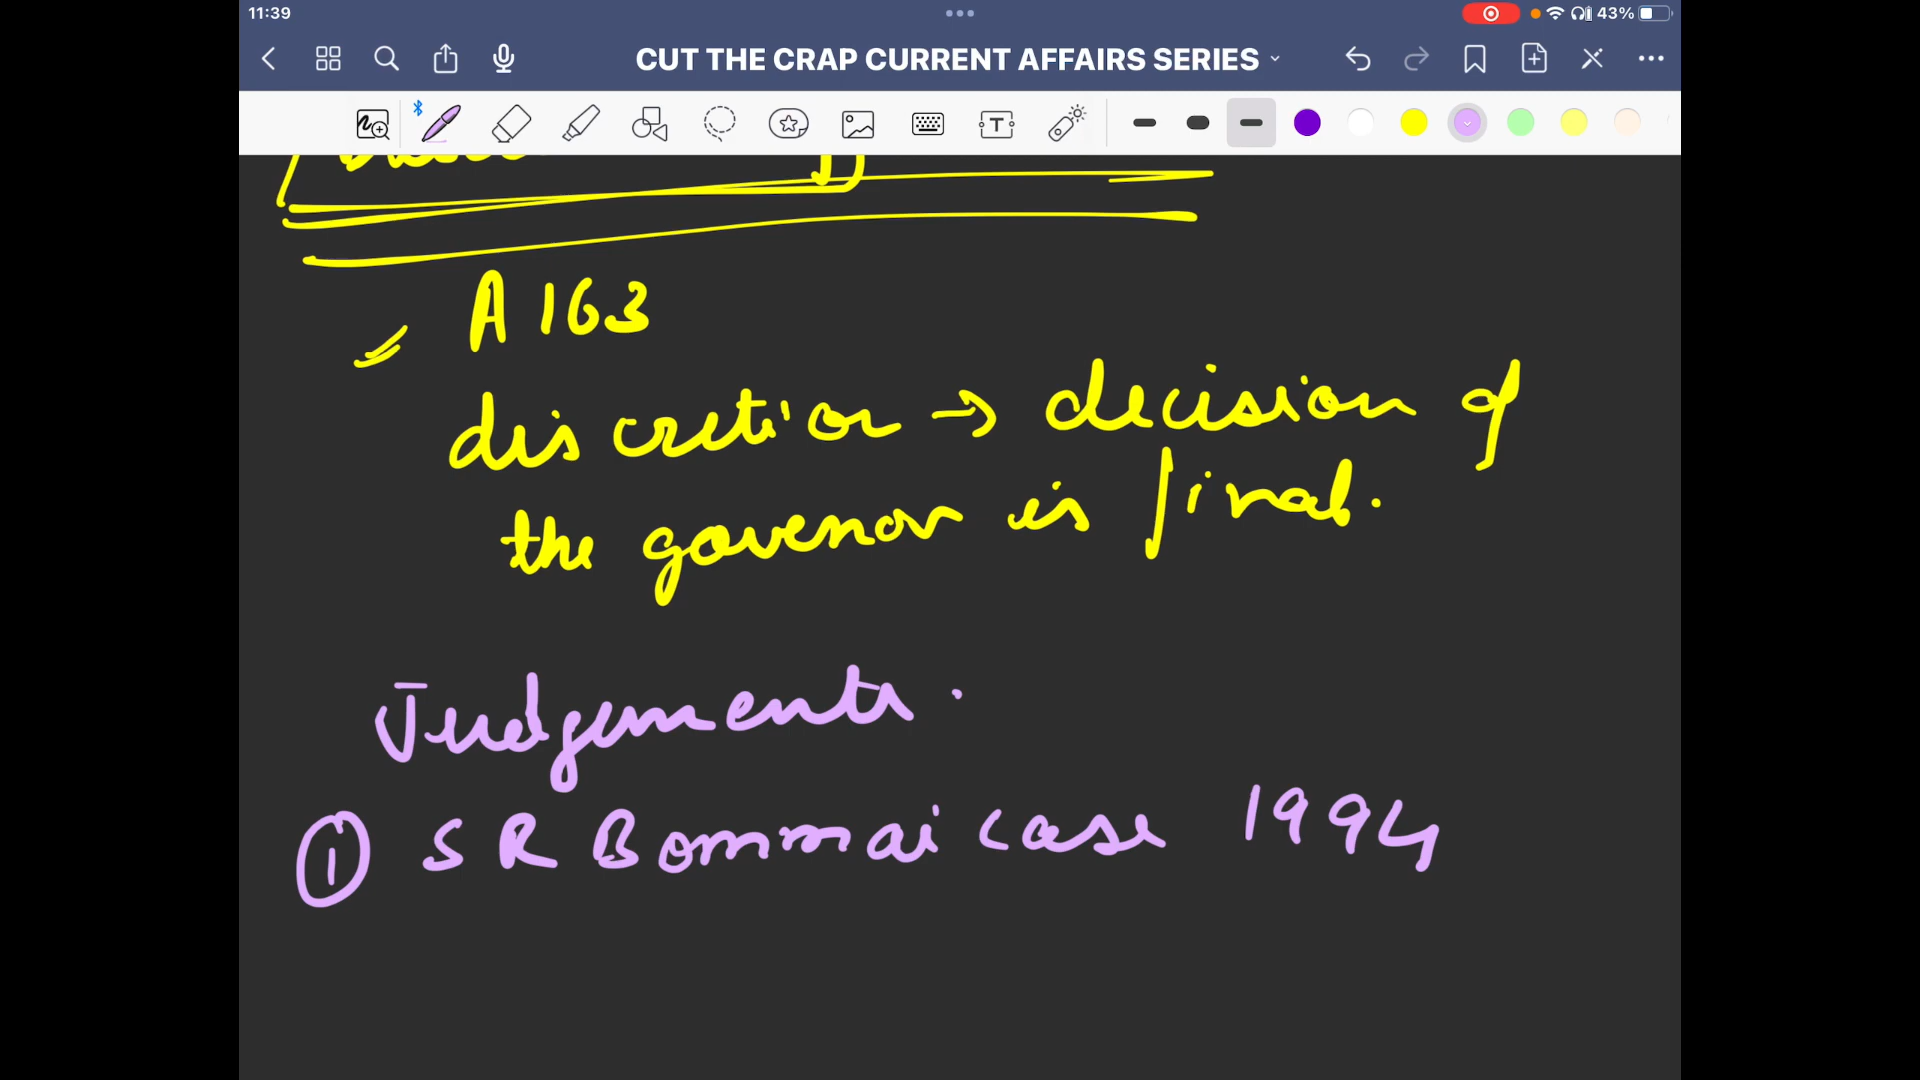 11:39
43%
CUT THE CRAP CURRENT AFFAIRS SERIES
A 163
discretion → decision of
the govenor is final.
Judgements.
① S R Bommai case 1994